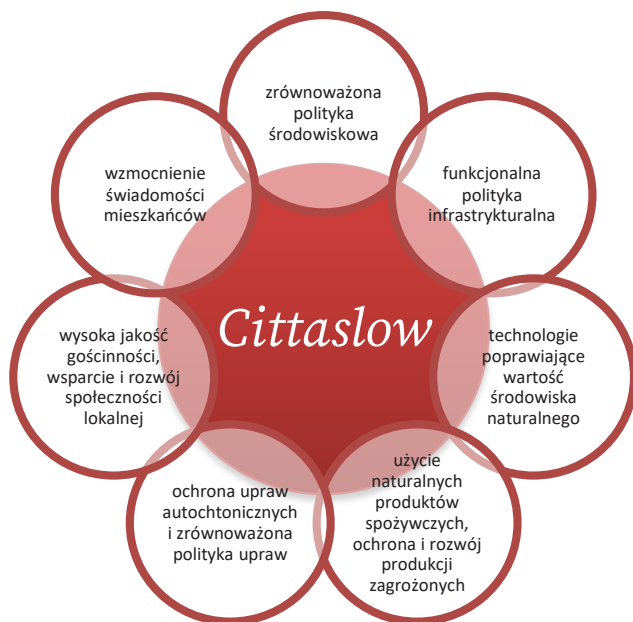 zrównoważona
polityka
środowiskowa
funkcjonalna
polityka
infrastrykturalna
technologie
poprawiające
wartość
środowiska
naturalnego
użycie
naturalnych
produktów
spożywczych,
ochrona i rozwój
produkcji
zagrożonych
ochrona upraw
autochtonicznych
i zrównoważona
polityka upraw
wysoka jakość
gościnności,
wsparcie i rozwój
społeczności
lokalnej
wzmocnienie
świadomości
mieszkańców
Cittaslow